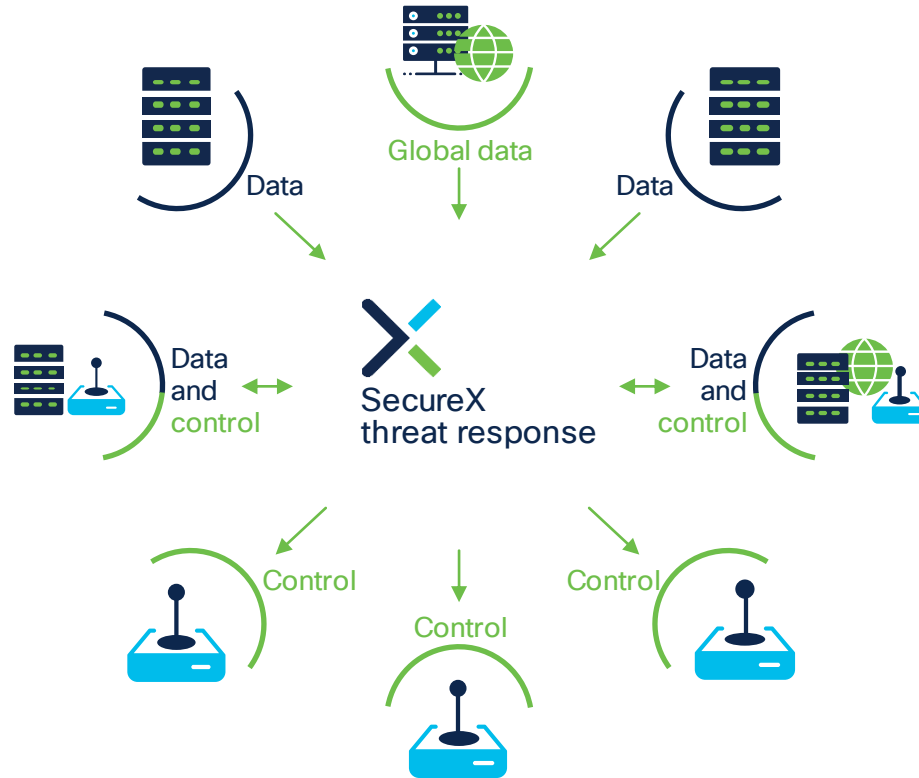 Global data
Data
Data
Data
and
control
SecureX
threat response
Data
and
control
Control
Control
Control